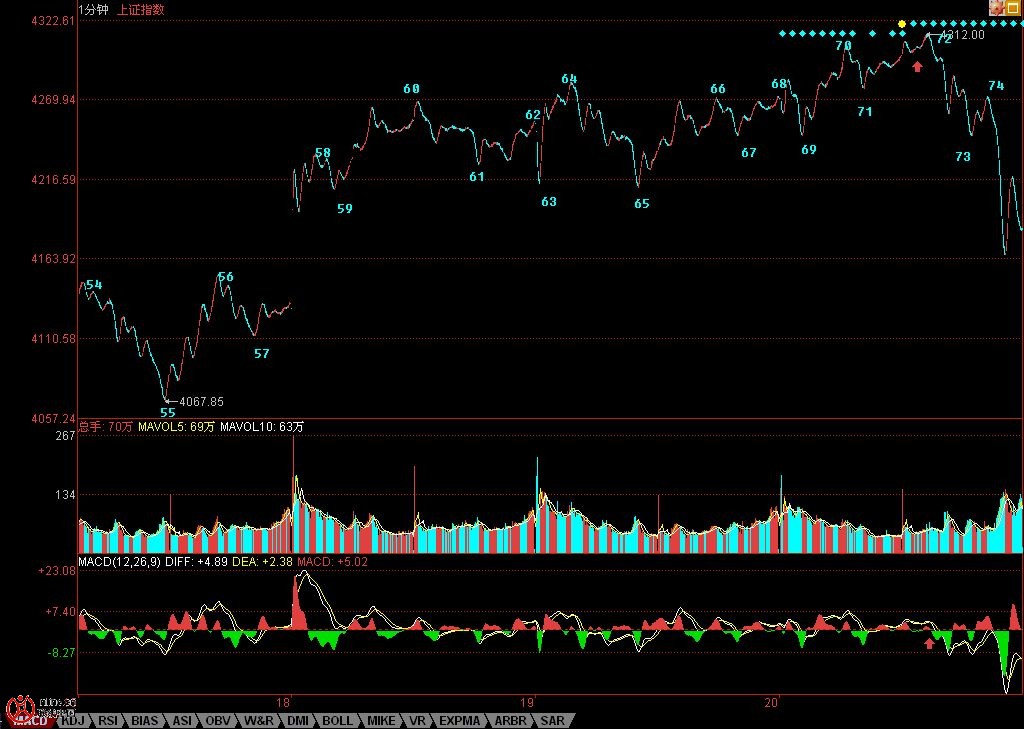 1分钟 上证指数
4322.61
4312.00
70 72
4269.94
60 64 62 66 68 71 74
58 61 67 69 73
4216.59
59 63 65
4163.92
54 56
4110.58
57
4067.85
55
4057.24
总手: 70万 MAVOL5: 69万 MAVOL10: 63万
267
134
MACD(12,26,9) DIFF: +4.89 DEA: +2.38 MACD: +5.02
+23.08
+7.40
-8.27
18 19 20
MACD KDJ RSI BIAS ASI OBV W&R DMI BOLL MIKE VR EXPMA ARBR SAR